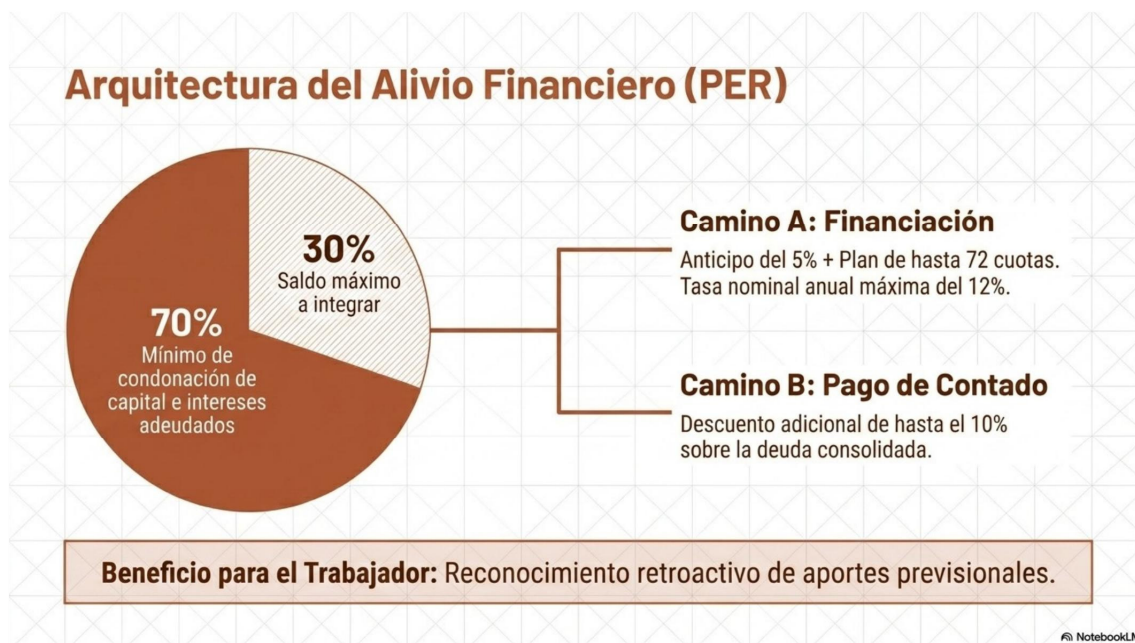 Arquitectura del Alivio Financiero (PER)
30%
Saldo máximo
a integrar
70%
Mínimo de
condonación de
capital e intereses
adeudados
Camino A: Financiación
Anticipo del 5% + Plan de hasta 72 cuotas.
Tasa nominal anual máxima del 12%.
Camino B: Pago de Contado
Descuento adicional de hasta el 10%
sobre la deuda consolidada.
Beneficio para el Trabajador: Reconocimiento retroactivo de aportes previsionales.
NotebookLM